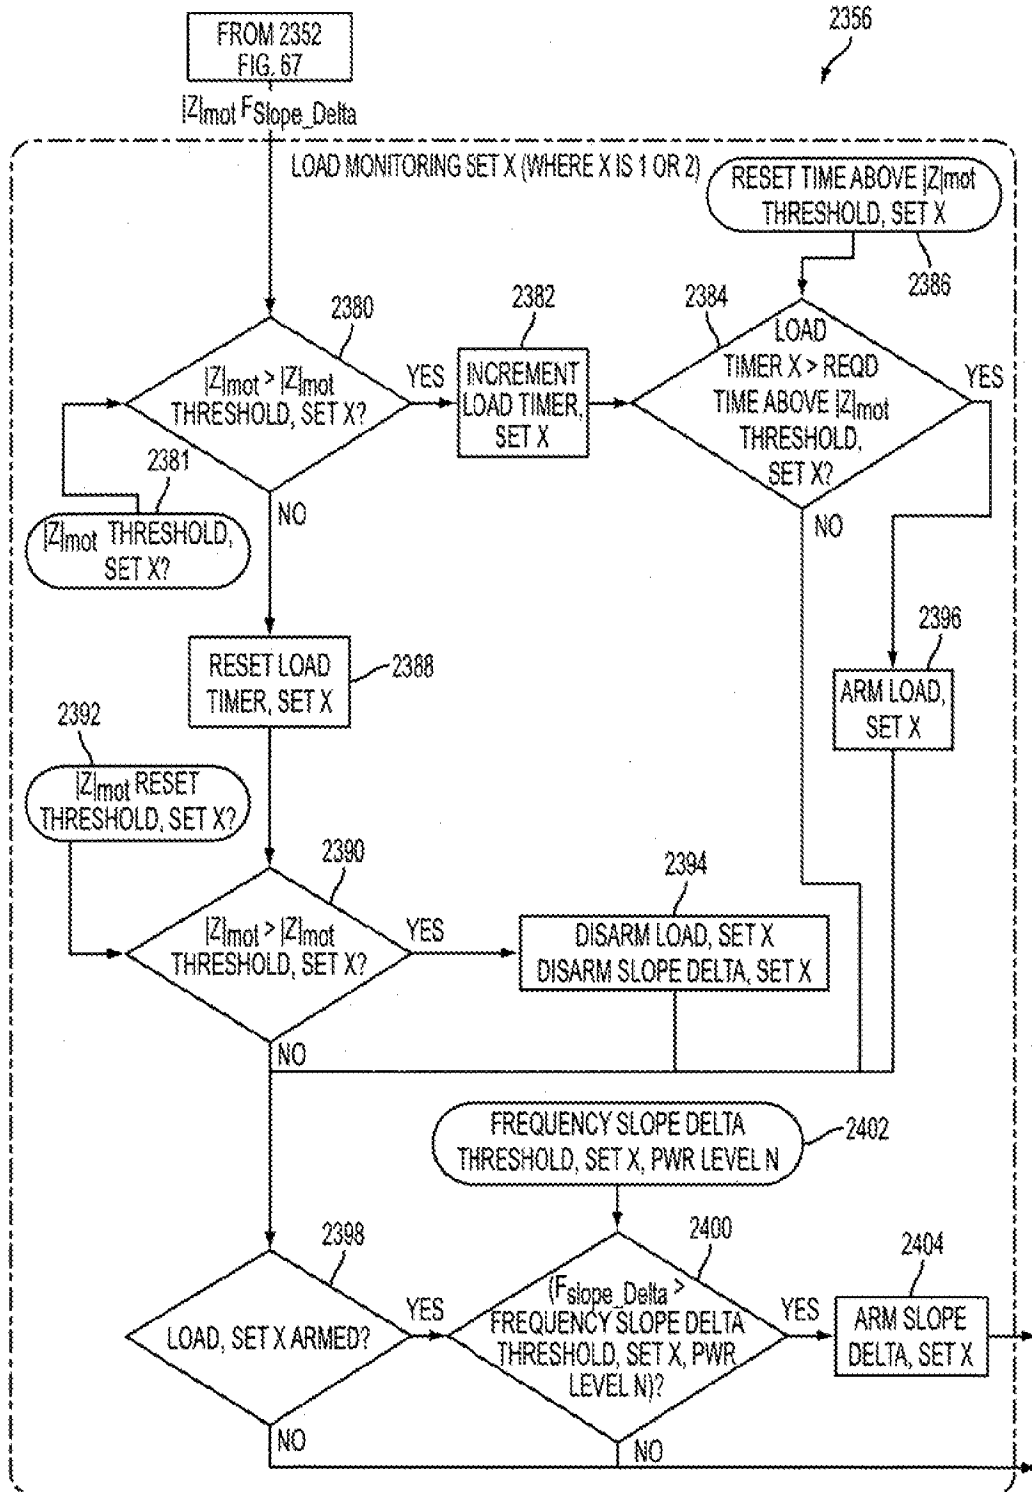 2356
FROM 2352
FIG. 67
|Z|mot FSlope_Delta
LOAD MONITORING SET X (WHERE X IS 1 OR 2)
RESET TIME ABOVE |Z|mot
THRESHOLD, SET X
2386
2380
|Z|mot > |Z|mot
THRESHOLD, SET X?
YES
NO
2381
|Z|mot THRESHOLD,
SET X?
2382
INCREMENT
LOAD TIMER,
SET X
2384
LOAD
TIMER X > REQD
TIME ABOVE |Z|mot
THRESHOLD,
SET X?
YES
NO
2388
RESET LOAD
TIMER, SET X
2396
ARM LOAD,
SET X
2392
|Z|mot RESET
THRESHOLD, SET X?
2390
|Z|mot > |Z|mot
THRESHOLD, SET X?
YES
NO
2394
DISARM LOAD, SET X
DISARM SLOPE DELTA, SET X
FREQUENCY SLOPE DELTA
THRESHOLD, SET X, PWR LEVEL N
2402
2398
LOAD, SET X ARMED?
YES
NO
2400
(Fslope_Delta >
FREQUENCY SLOPE DELTA
THRESHOLD, SET X, PWR
LEVEL N)?
YES
NO
2404
ARM SLOPE
DELTA, SET X